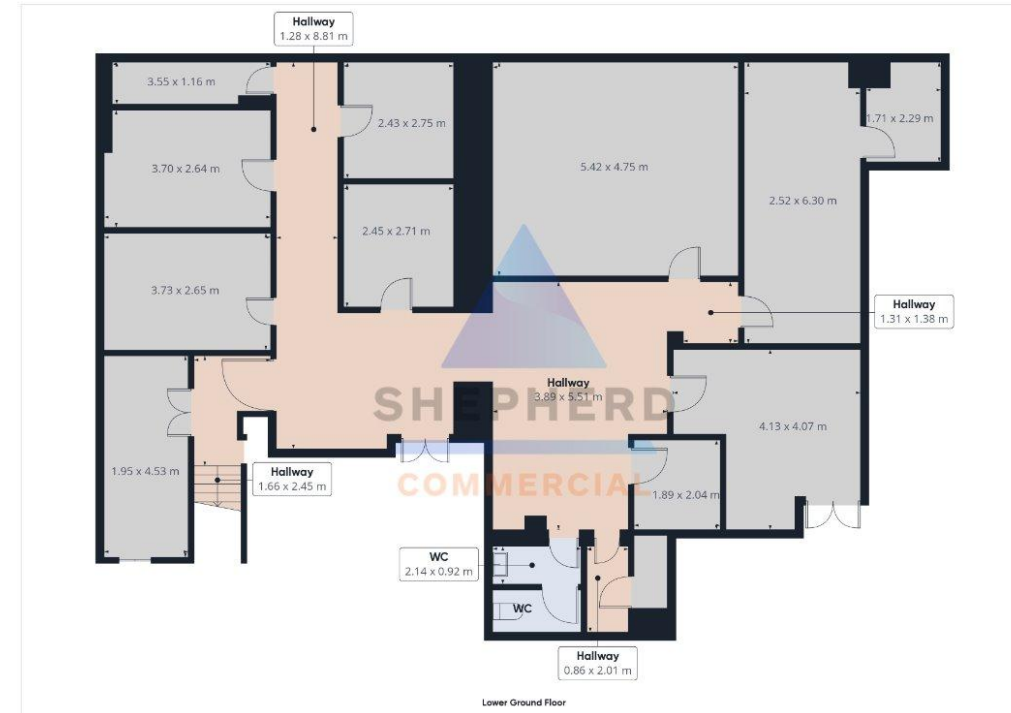 Hallway
1.28 x 8.81 m
3.55 x 1.16 m
2.43 x 2.75 m
1.71 x 2.29 m
3.70 x 2.64 m
5.42 x 4.75 m
2.52 x 6.30 m
2.45 x 2.71 m
3.73 x 2.65 m
Hallway
1.31 x 1.38 m
Hallway
3.89 x 5.51 m
SHEPHERD
4.13 x 4.07 m
1.95 x 4.53 m
Hallway
1.66 x 2.45 m
COMMERCIAL
1.89 x 2.04 m
WC
2.14 x 0.92 m
WC
Hallway
0.86 x 2.01 m
Lower Ground Floor